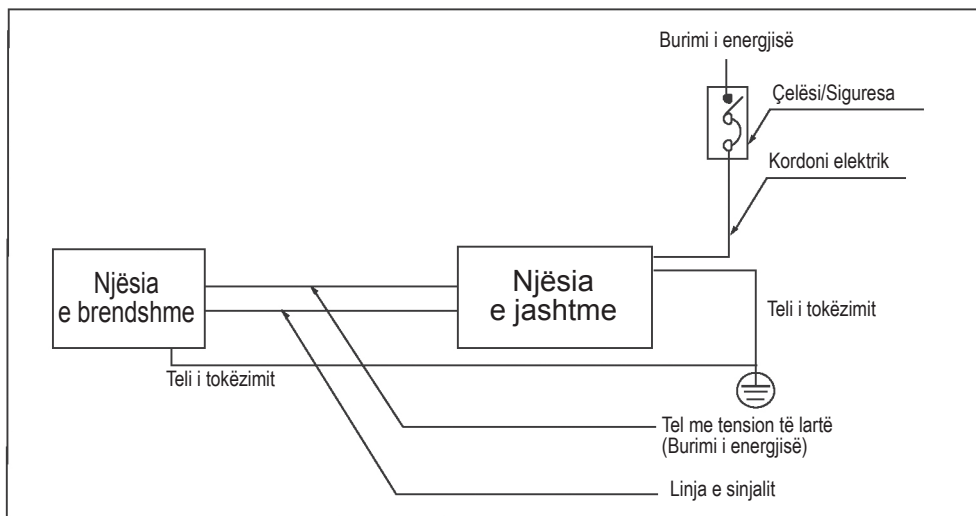 Burimi i energjisë
Çelësi/Siguresa
Kordoni elektrik
Njësia
e brendshme
Njësia
e jashtme
Teli i tokëzimit
Teli i tokëzimit
Tel me tension të lartë
(Burimi i energjisë)
Linja e sinjalit